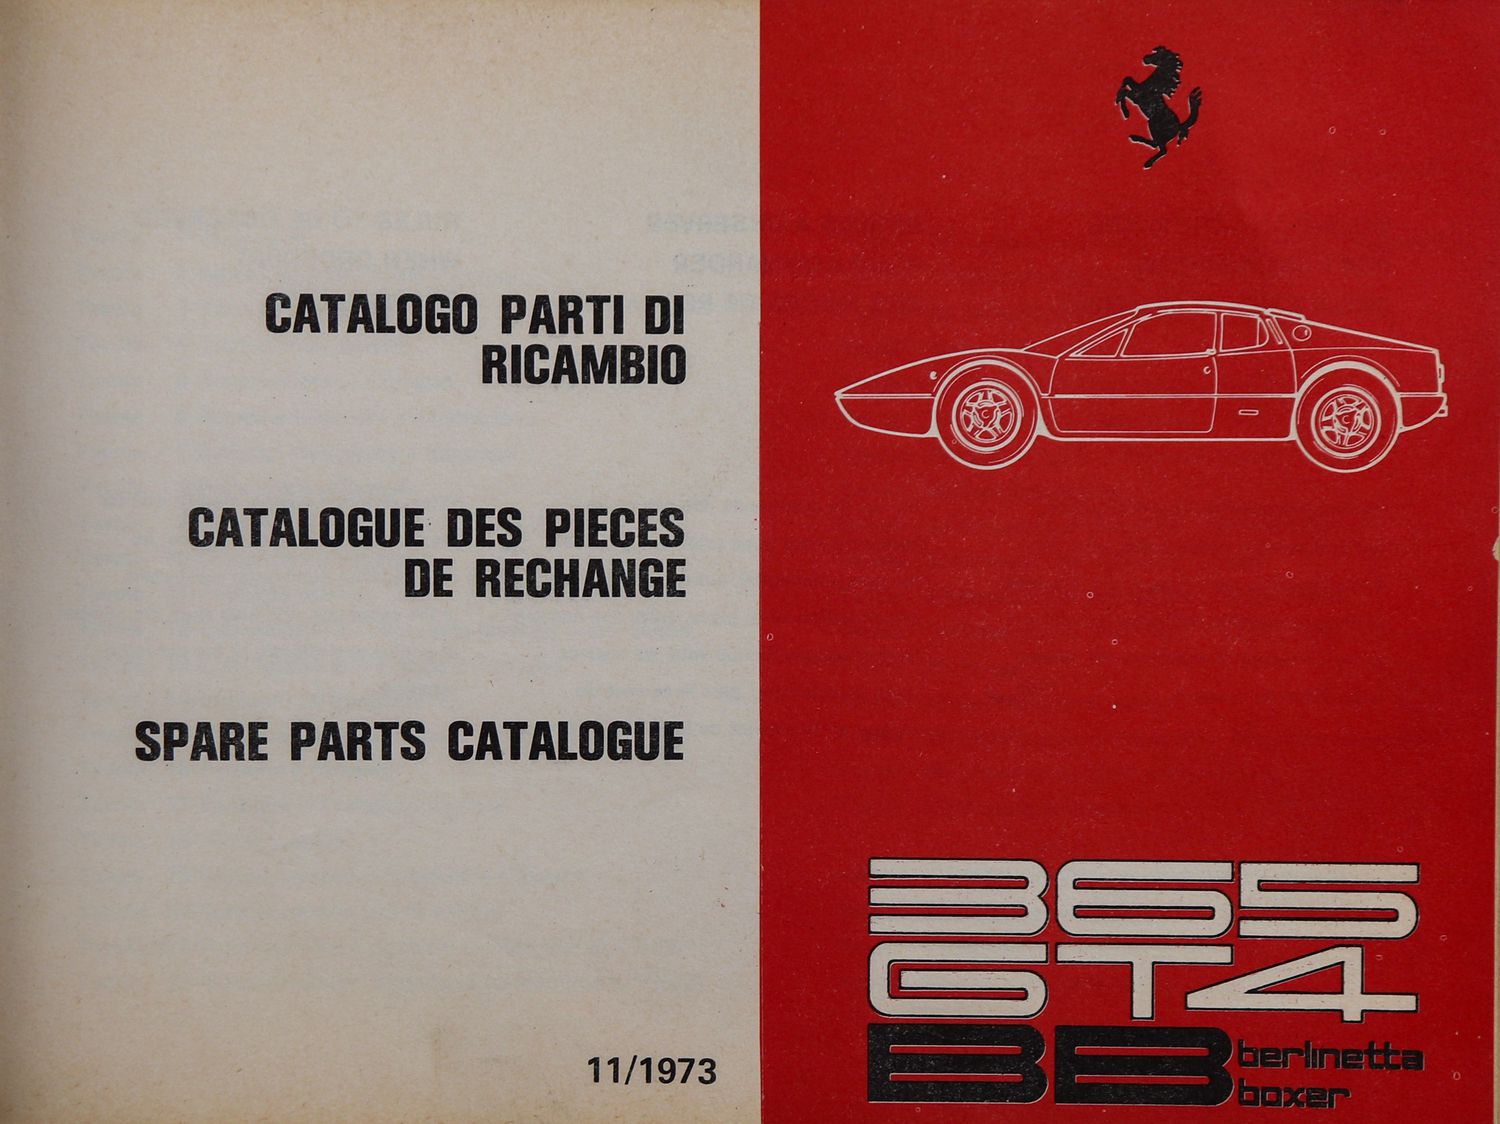 CATALOGO PARTI DI
RICAMBIO
CATALOGUE DES PIECES
DE RECHANGE
SPARE PARTS CATALOGUE
11/1973
365
GT4
BB berlinetta
boxer